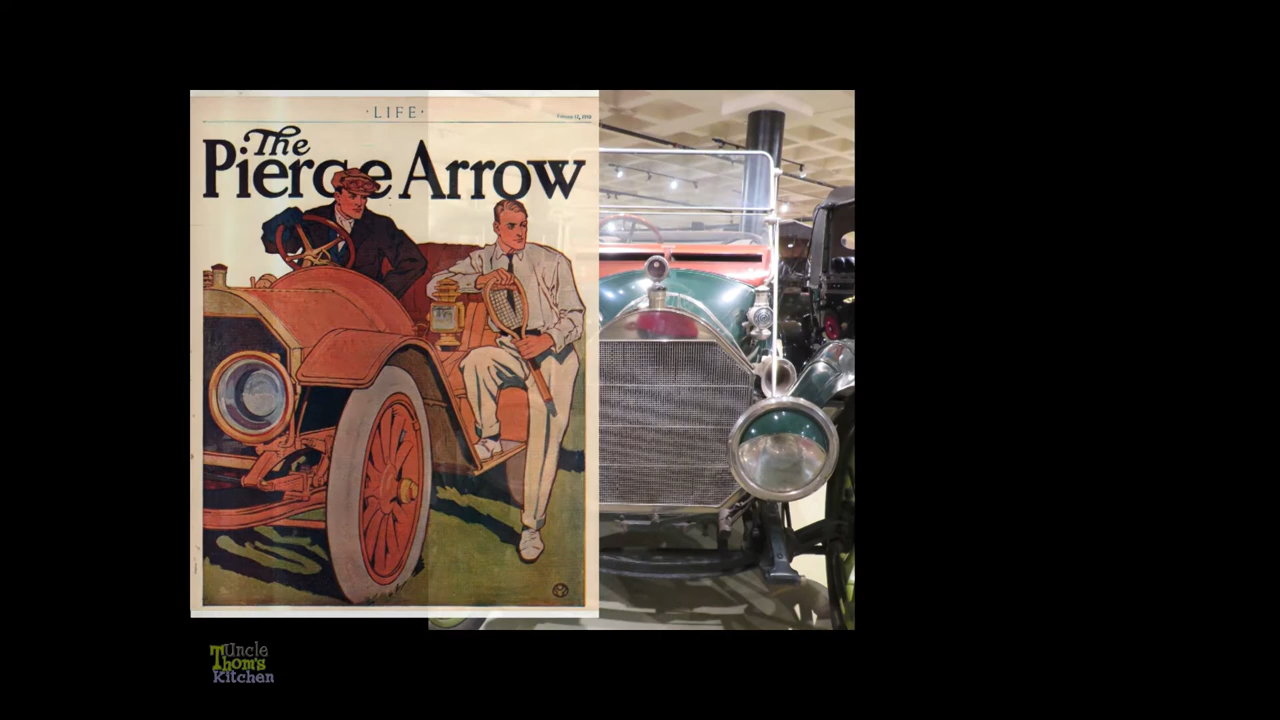 ·LIFE·
The
Pierce Arrow
Uncle
Thom's
Kitchen